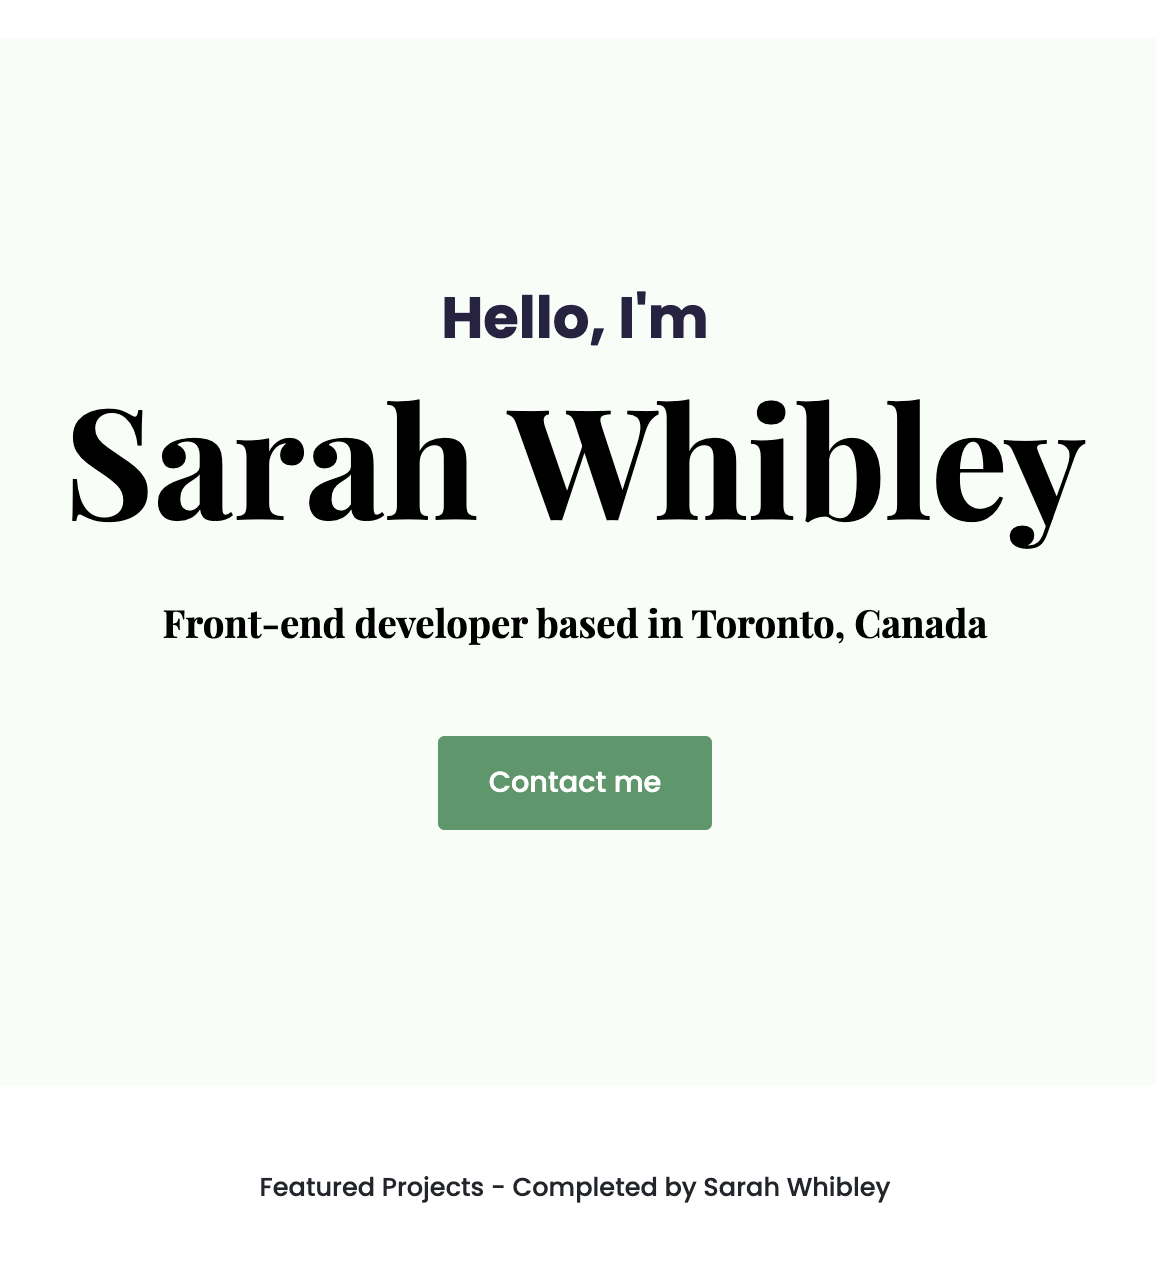 Hello, I'm
Sarah Whibley
Front-end developer based in Toronto, Canada
Contact me
Featured Projects - Completed by Sarah Whibley